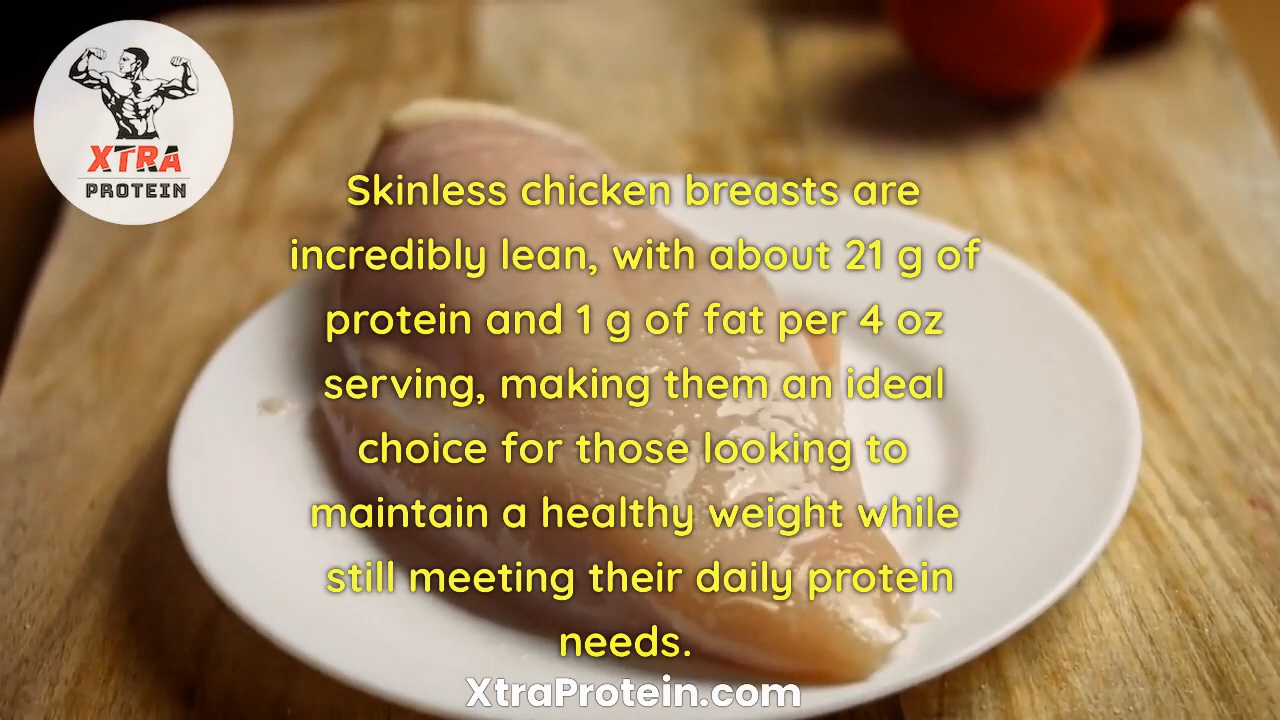 XTRA
PROTEIN
Skinless chicken breasts are
incredibly lean, with about 21 g of
protein and 1 g of fat per 4 oz
serving, making them an ideal
choice for those looking to
maintain a healthy weight while
still meeting their daily protein
needs.
XtraProtein.com